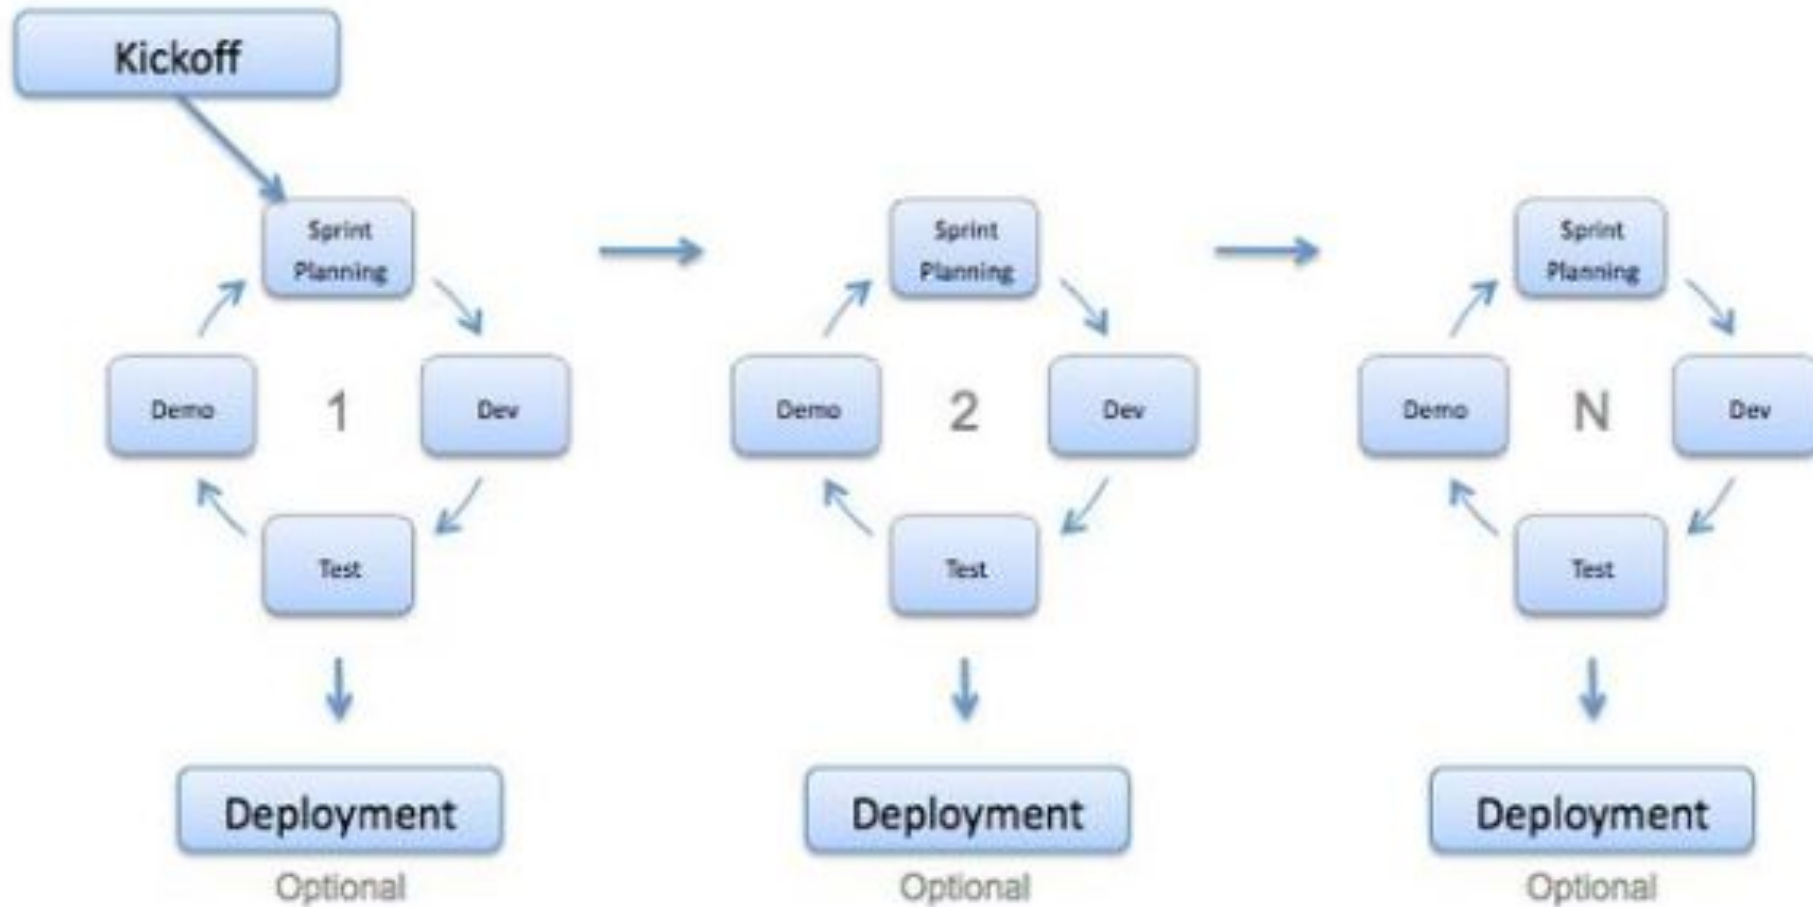 Kickoff
Sprint
Planning
Sprint
Planning
Sprint
Planning
Demo
1
Dev
Demo
2
Dev
Demo
N
Dev
Test
Test
Test
Deployment
Deployment
Deployment
Optional
Optional
Optional